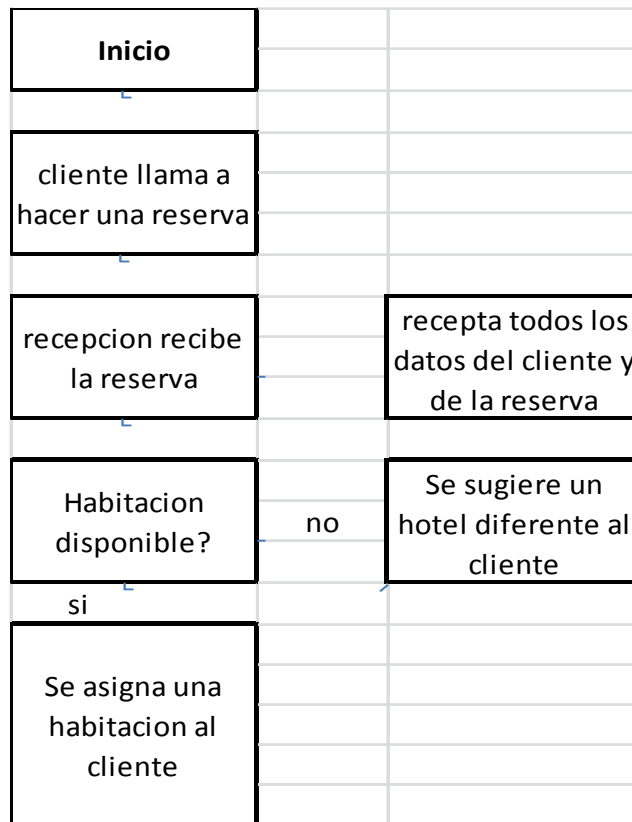 Inicio
cliente llama a
hacer una reserva
recepcion recibe
la reserva
recepta todos los
datos del cliente y
de la reserva
Habitacion
disponible?
no
Se sugiere un
hotel diferente al
cliente
si
Se asigna una
habitacion al
cliente